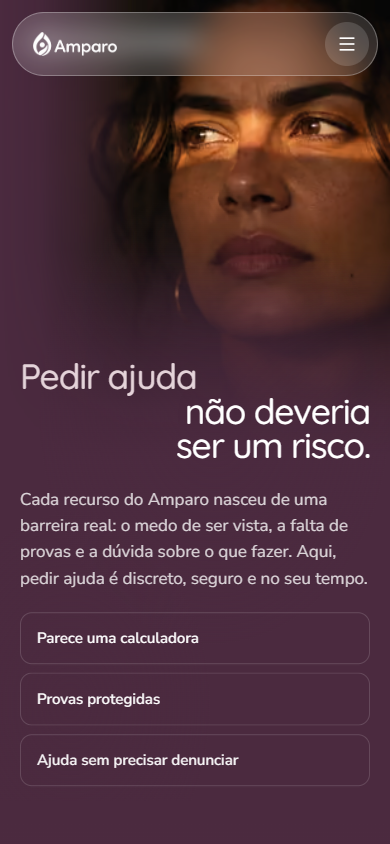 Amparo
Pedir ajuda
não deveria
ser um risco.
Cada recurso do Amparo nasceu de uma
barreira real: o medo de ser vista, a falta de
provas e a dúvida sobre o que fazer. Aqui,
pedir ajuda é discreto, seguro e no seu tempo.
Parece uma calculadora
Provas protegidas
Ajuda sem precisar denunciar